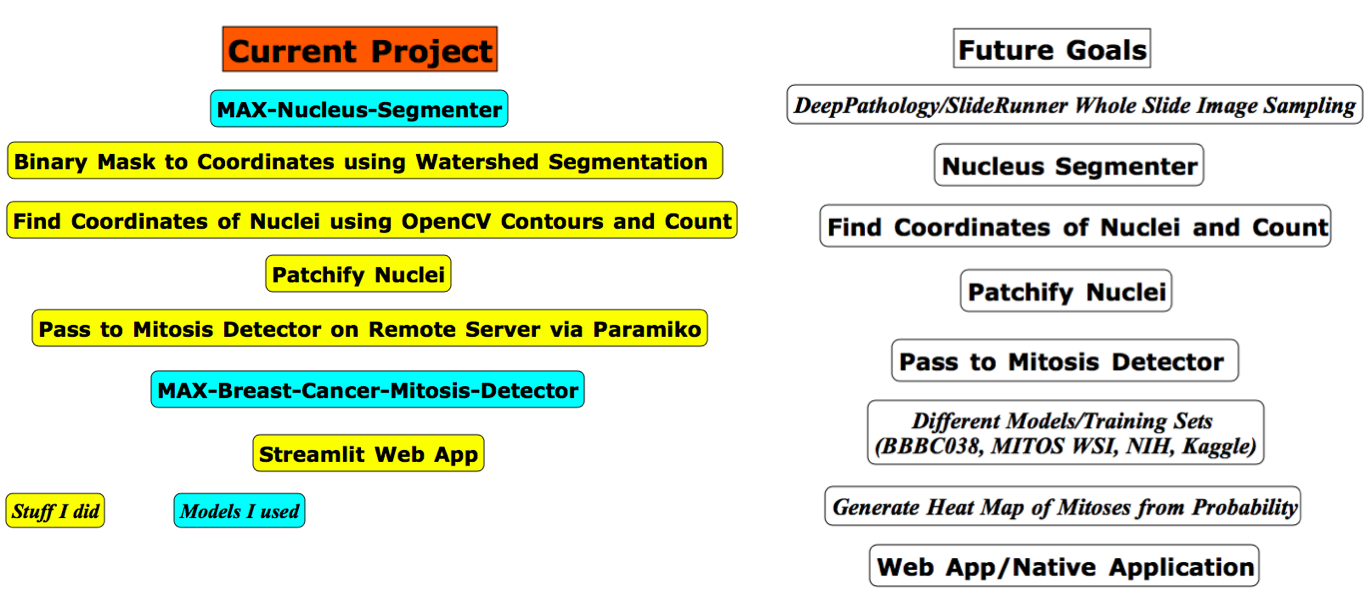 Current Project
MAX-Nucleus-Segmenter
Binary Mask to Coordinates using Watershed Segmentation
Find Coordinates of Nuclei using OpenCV Contours and Count
Patchify Nuclei
Pass to Mitosis Detector on Remote Server via Paramiko
MAX-Breast-Cancer-Mitosis-Detector
Streamlit Web App
Stuff I did
Models I used
Future Goals
DeepPathology/SlideRunner Whole Slide Image Sampling
Nucleus Segmenter
Find Coordinates of Nuclei and Count
Patchify Nuclei
Pass to Mitosis Detector
Different Models/Training Sets
(BBBC038, MITOS WSI, NIH, Kaggle)
Generate Heat Map of Mitoses from Probability
Web App/Native Application